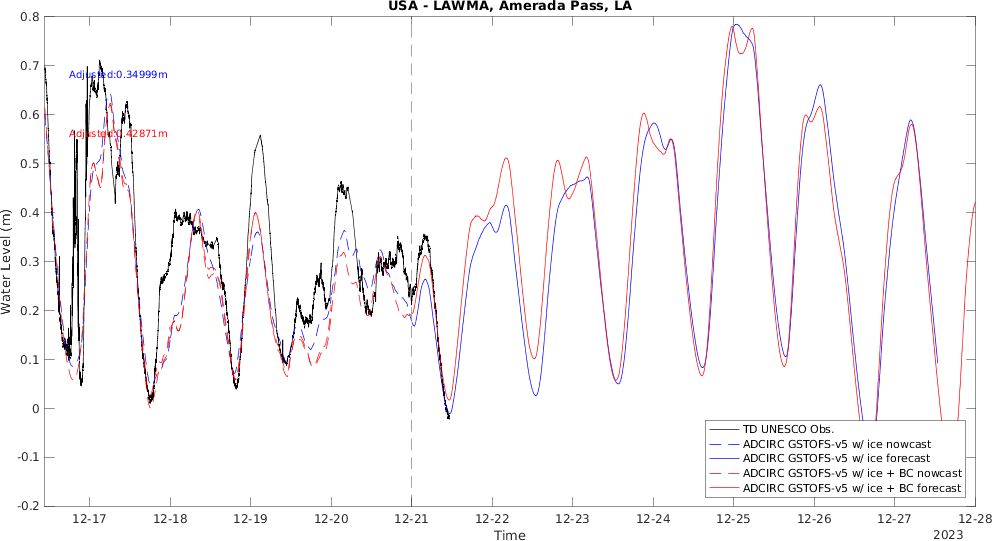 USA - LAWMA, Amerada Pass, LA
0.8
0.7
0.6
0.5
0.4
0.3
0.2
0.1
0
-0.1
-0.2
Water Level (m)
Adjusted:0.34999m
Adjusted:0.42871m
TD UNESCO Obs.
ADCIRC GSTOFS-v5 w/ ice nowcast
ADCIRC GSTOFS-v5 w/ ice forecast
ADCIRC GSTOFS-v5 w/ ice + BC nowcast
ADCIRC GSTOFS-v5 w/ ice + BC forecast
12-17 12-18 12-19 12-20 12-21 12-22 12-23 12-24 12-25 12-26 12-27 12-28
Time
2023